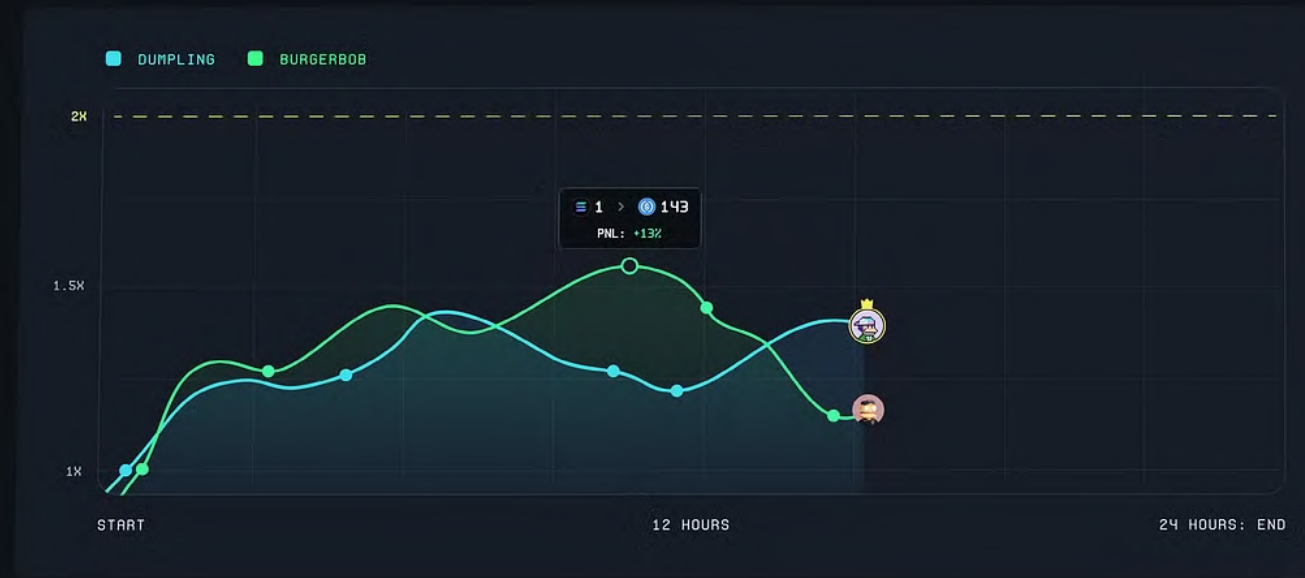 DUMPLING BURGERBOB
2X
1 > 143
PNL: +13%
1.5X
1X
START 12 HOURS 24 HOURS: END